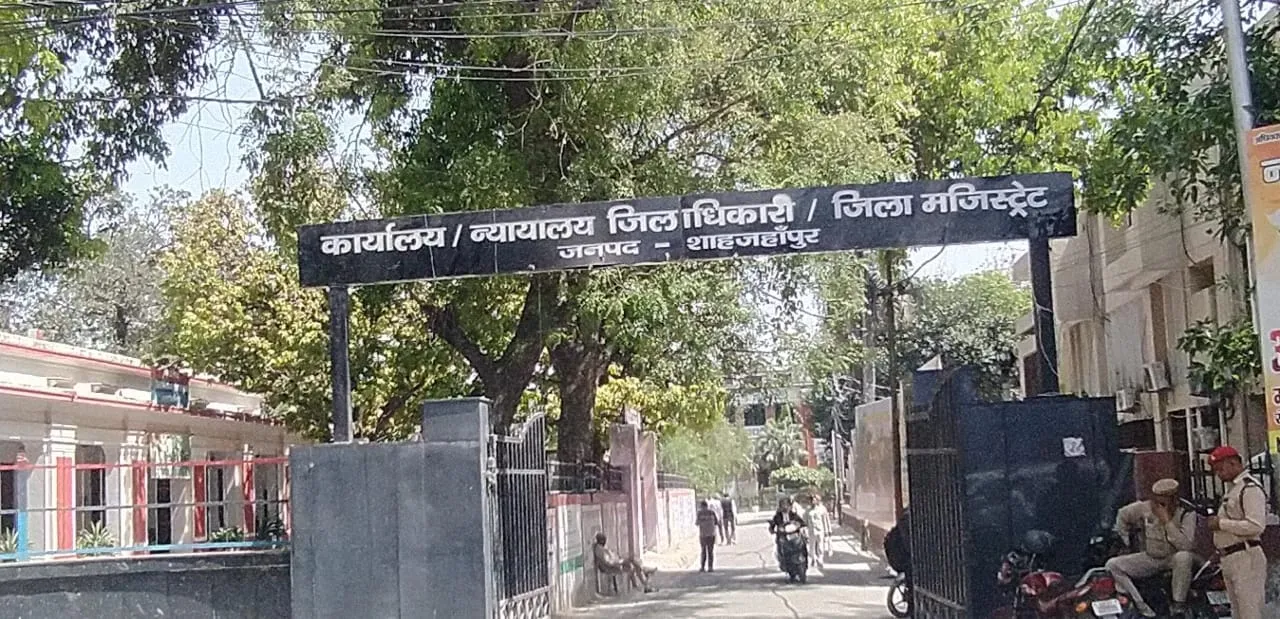 कार्यालय / न्यायालय जिलाधिकारी / जिला मजिस्ट्रेट
जनपद - शाहजहाँपुर